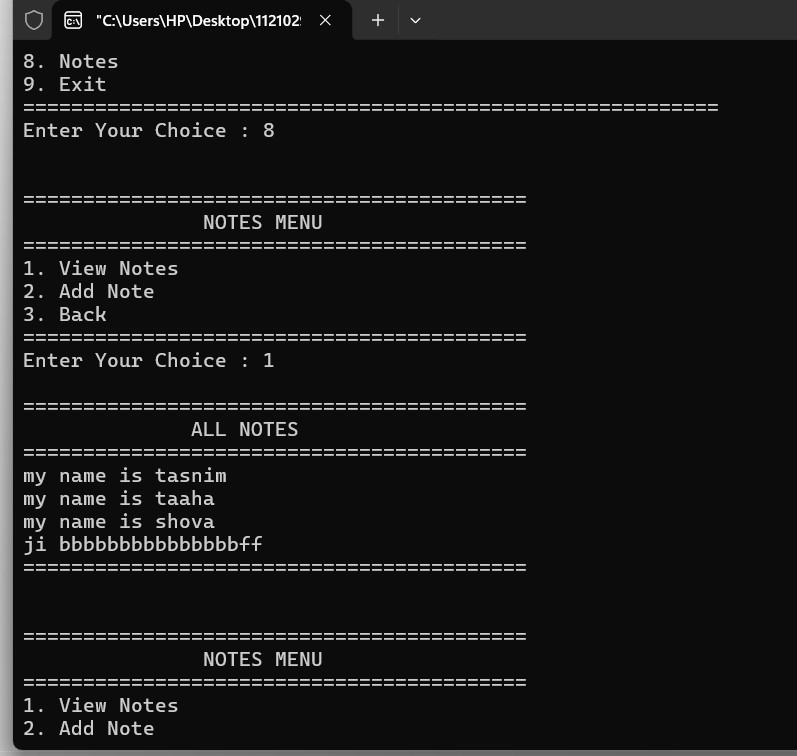 "C:\Users\HP\Desktop\112102
8. Notes
9. Exit
==========================================================
Enter Your Choice : 8
==========================================
NOTES MENU
==========================================
1. View Notes
2. Add Note
3. Back
==========================================
Enter Your Choice : 1
==========================================
ALL NOTES
==========================================
my name is tasnim
my name is taaha
my name is shova
ji bbbbbbbbbbbbbbbff
==========================================
==========================================
NOTES MENU
==========================================
1. View Notes
2. Add Note